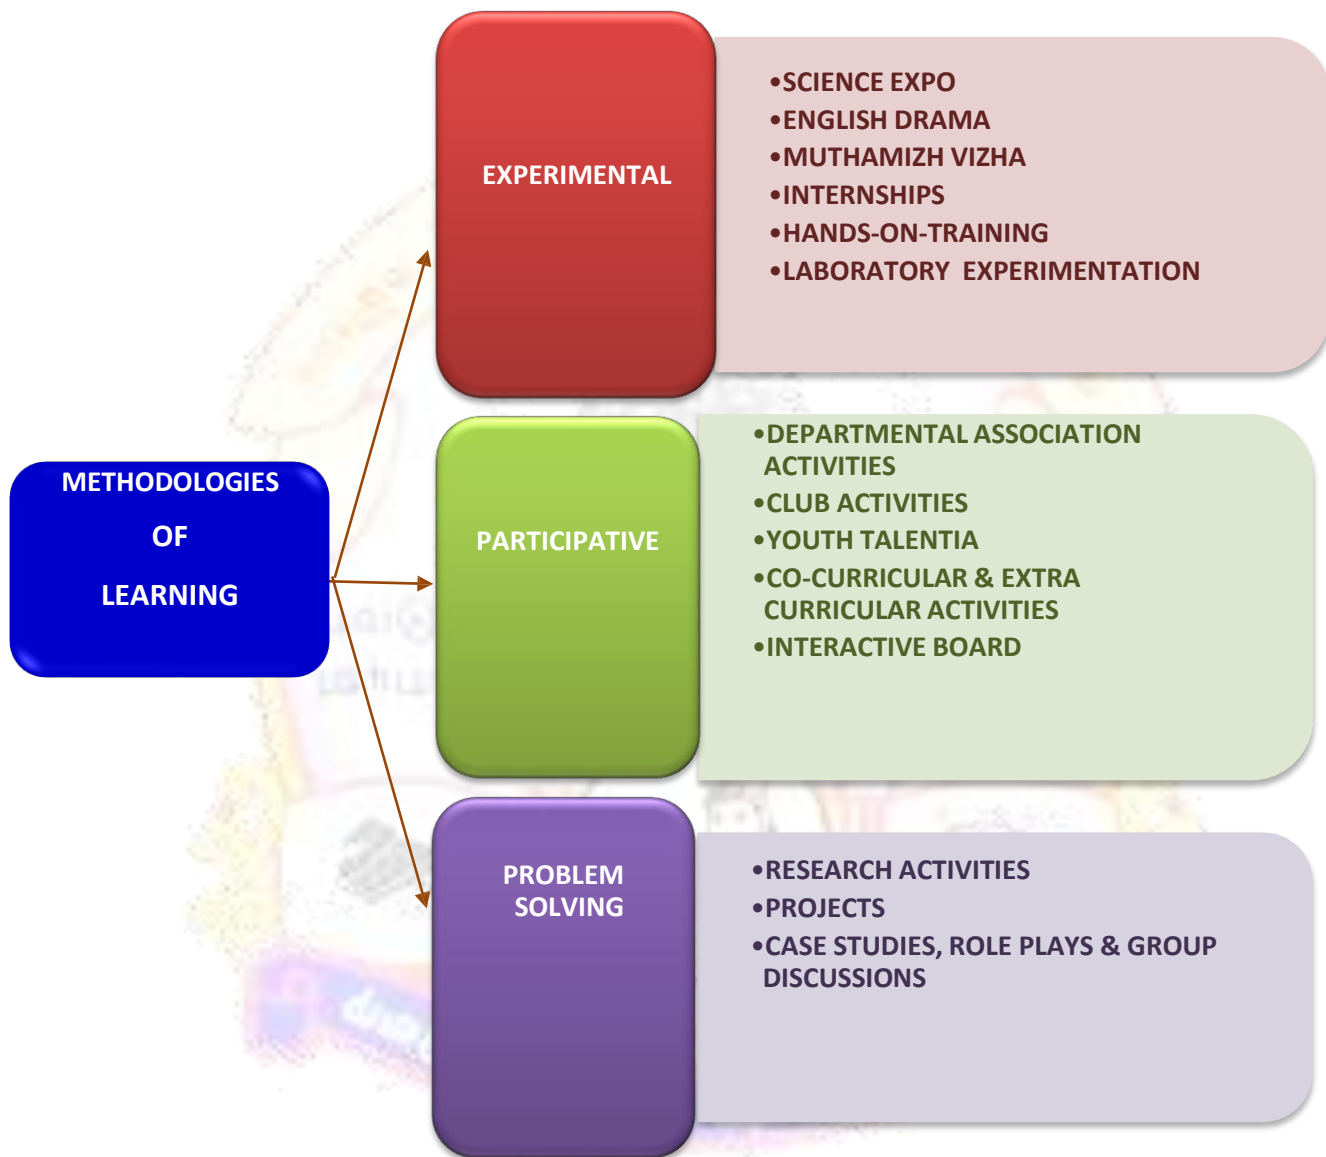 METHODOLOGIES
OF
LEARNING
EXPERIMENTAL
•SCIENCE EXPO
•ENGLISH DRAMA
•MUTHAMIZH VIZHA
•INTERNSHIPS
•HANDS-ON-TRAINING
•LABORATORY EXPERIMENTATION
PARTICIPATIVE
•DEPARTMENTAL ASSOCIATION
ACTIVITIES
•CLUB ACTIVITIES
•YOUTH TALENTIA
•CO-CURRICULAR & EXTRA
CURRICULAR ACTIVITIES
•INTERACTIVE BOARD
PROBLEM
SOLVING
•RESEARCH ACTIVITIES
•PROJECTS
•CASE STUDIES, ROLE PLAYS & GROUP
DISCUSSIONS